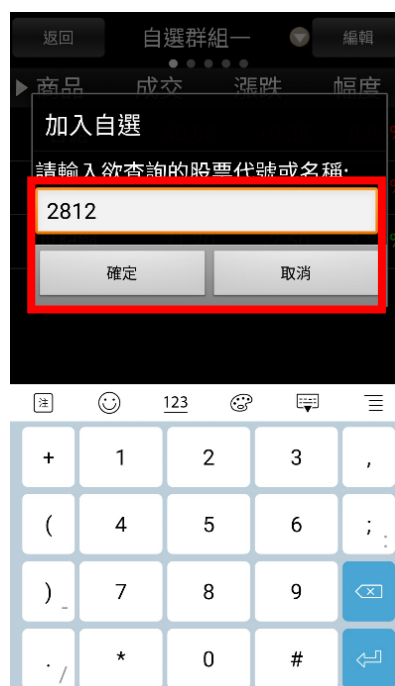 返回 自選群組一 編輯
商品 成交 漲跌 幅度
加入自選
請輸入欲查詢的股票代號或名稱:
2812
確定 取消
注 123
+ 1 2 3 ,
( 4 5 6 ; :
) - 7 8 9
. / * 0 #